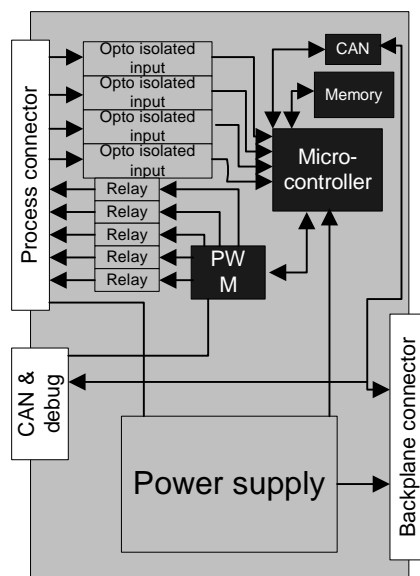 Process connector
Opto isolated
input
Opto isolated
input
Opto isolated
input
Opto isolated
input
Relay
Relay
Relay
Relay
Relay
CAN
Memory
Micro-
controller
PW
M
CAN &
debug
Power supply
Backplane connector